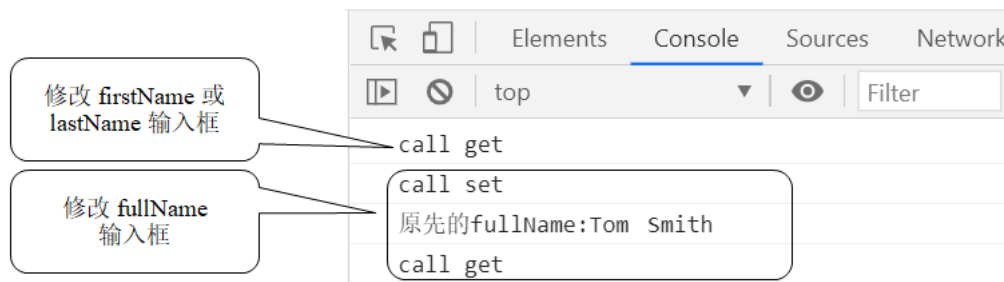 Elements Console Sources Network
top Filter
修改 firstName 或
lastName 输入框
call get
修改 fullName
输入框
call set
原先的fullName:Tom Smith
call get